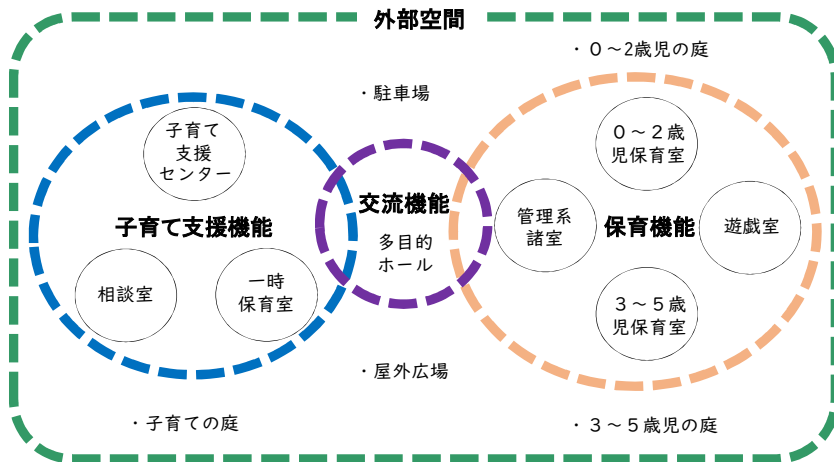 外部空間
・０～2歳児の庭
・駐車場
子育て
支援
センター
子育て支援機能
相談室
一時
保育室
交流機能
多目的
ホール
０～２歳
児保育室
管理系
諸室
保育機能
遊戯室
３～５歳
児保育室
・屋外広場
・子育ての庭
・３～５歳児の庭